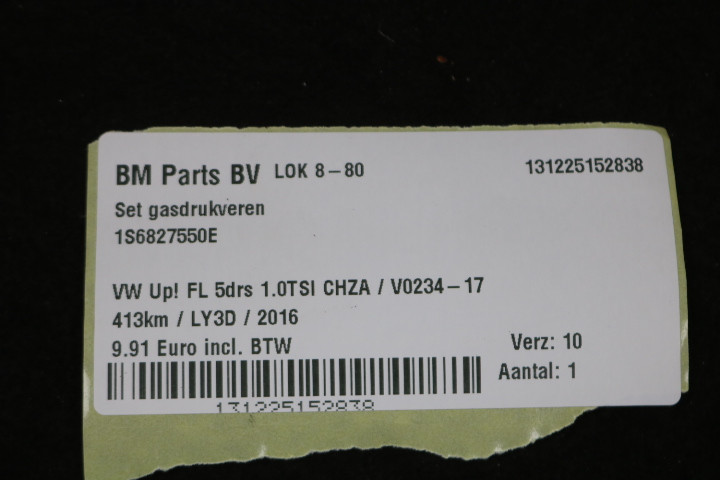 BM Parts BV LOK 8-80 131225152838
Set gasdrukveren
1S6827550E
VW Up! FL 5drs 1.0TSI CHZA / V0234-17
413km / LY3D / 2016
9.91 Euro incl. BTW Verz: 10
Aantal: 1
131225152838